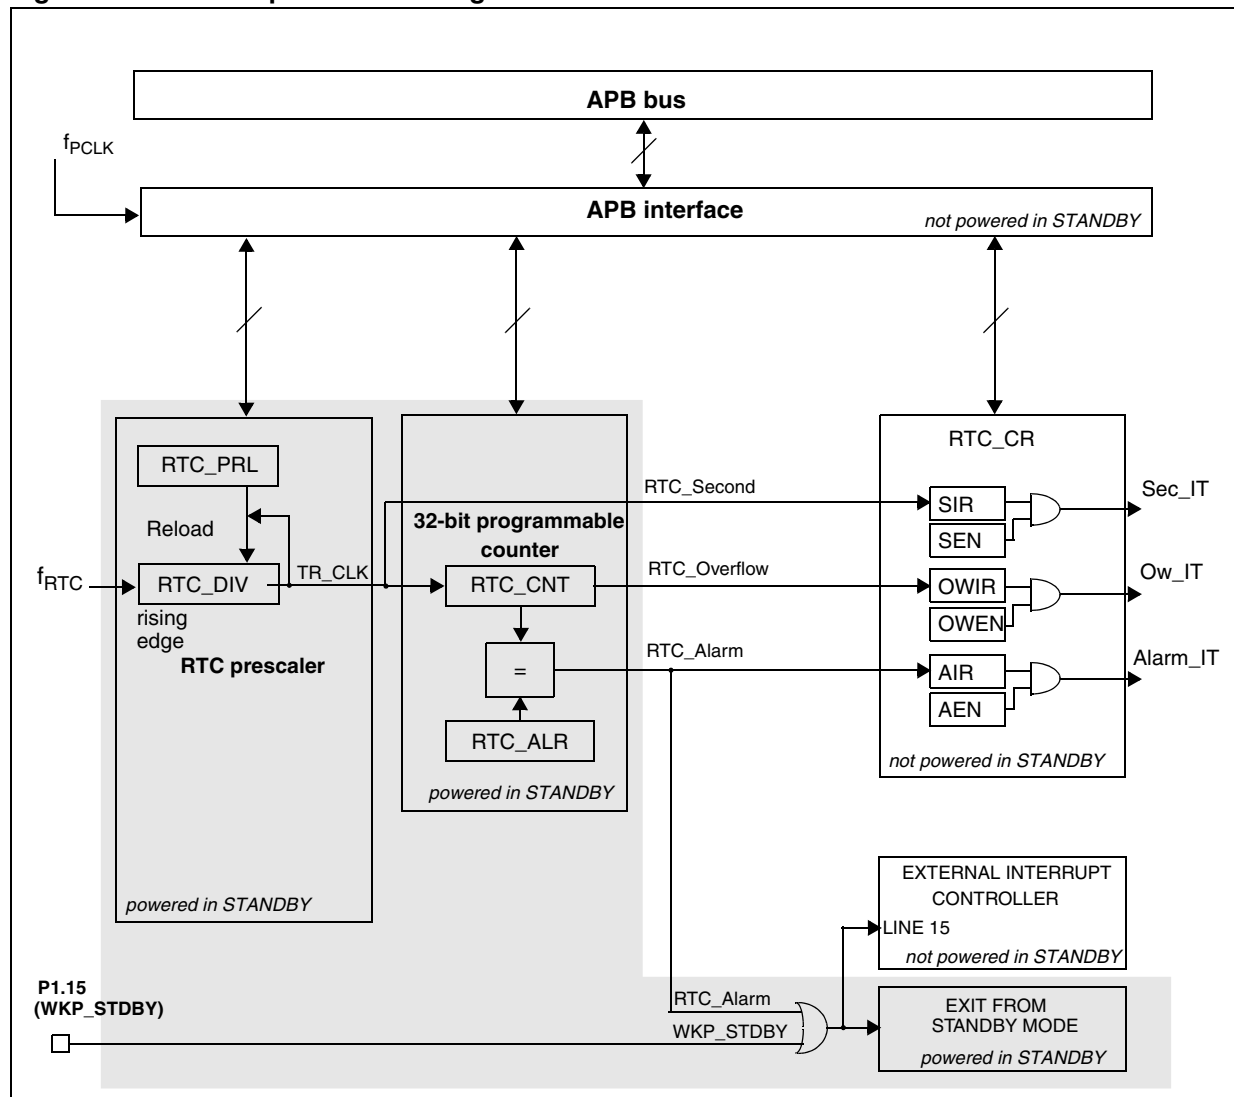 APB bus
fPCLK
APB interface
not powered in STANDBY
RTC_CR
RTC_PRL
RTC_Second
Sec_IT
SIR
32-bit programmable
counter
Reload
SEN
fRTC
RTC_DIV
TR_CLK
RTC_CNT
RTC_Overflow
OWIR
Ow_IT
rising
edge
OWEN
RTC prescaler
=
RTC_Alarm
AIR
Alarm_IT
AEN
RTC_ALR
not powered in STANDBY
powered in STANDBY
EXTERNAL INTERRUPT
CONTROLLER
powered in STANDBY
LINE 15
not powered in STANDBY
P1.15
(WKP_STDBY)
RTC_Alarm
WKP_STDBY
EXIT FROM
STANDBY MODE
powered in STANDBY